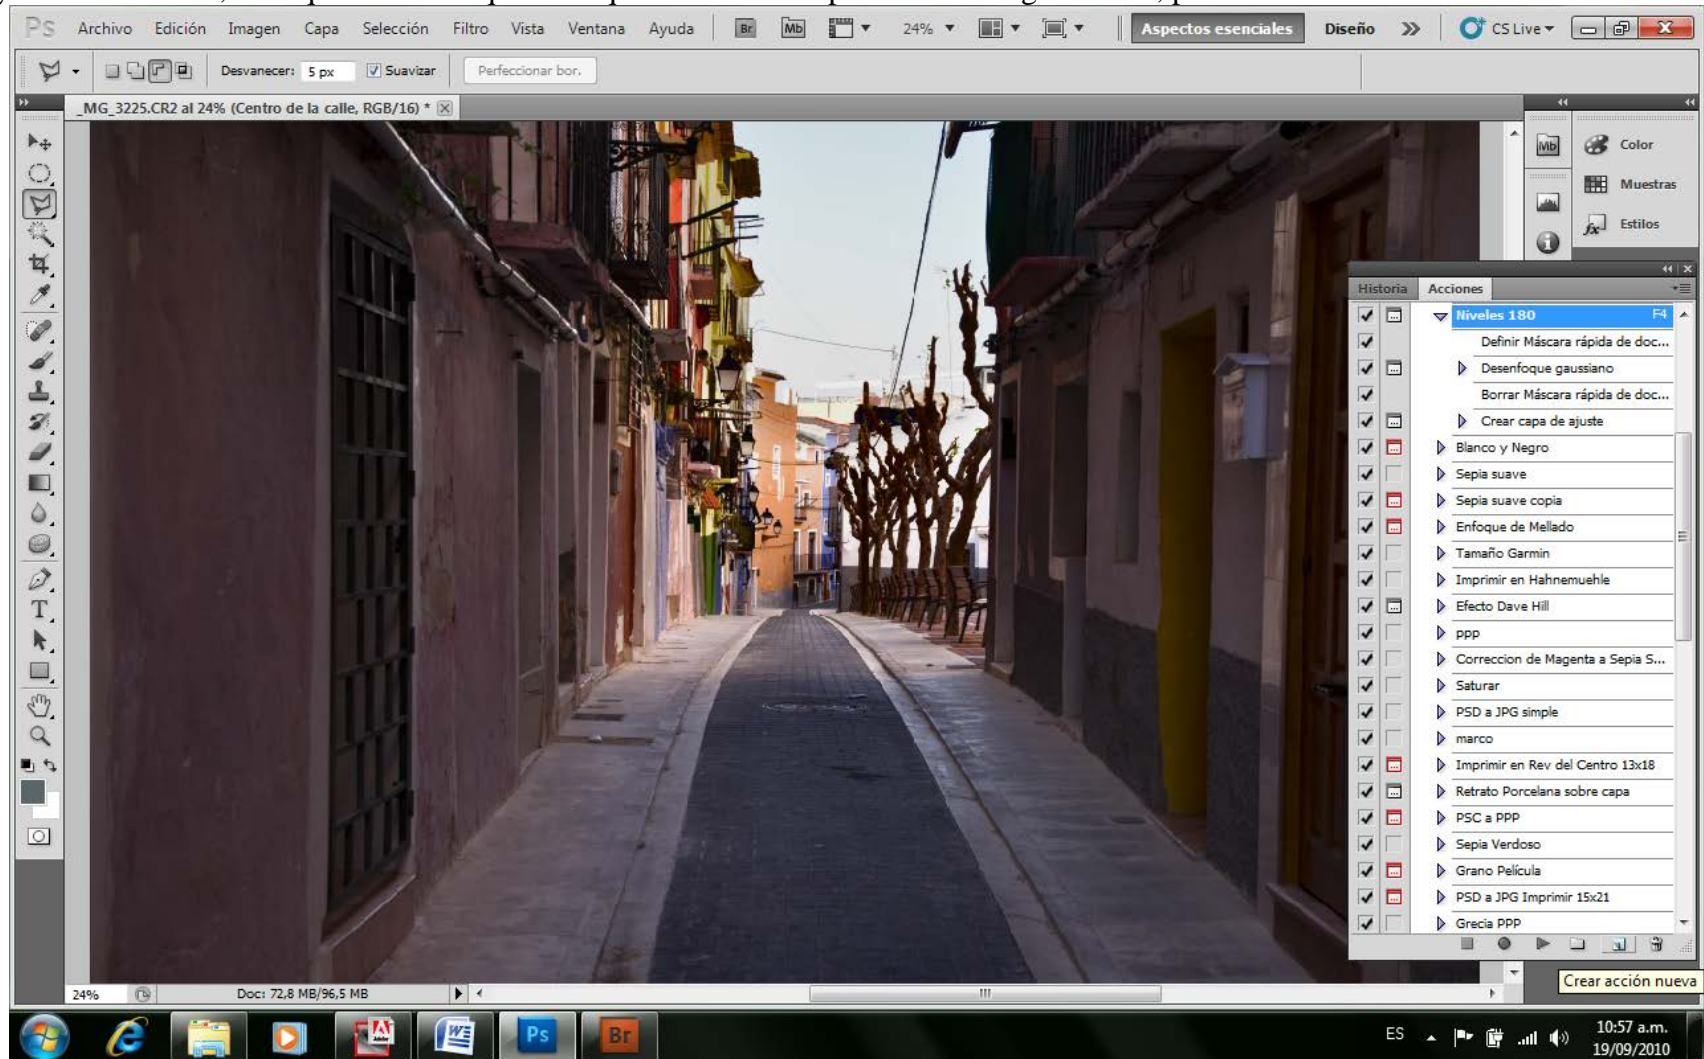 Ps Archivo Edición Imagen Capa Selección Filtro Vista Ventana Ayuda Br Mb 24% Aspectos esenciales Diseño CS Live
Desvanecer: 5 px Suavizar Perfeccionar bor.
_MG_3225.CR2 al 24% (Centro de la calle, RGB/16) *
Mb Color
Muestras
Estilos
Historia Acciones
Niveles 180 F4
Definir Máscara rápida de doc...
Desenfoque gaussiano
Borrar Máscara rápida de doc...
Crear capa de ajuste
Blanco y Negro
Sepia suave
Sepia suave copia
Enfoque de Mellado
Tamaño Garmin
Imprimir en Hahnemuehle
Efecto Dave Hill
PPP
Correccion de Magenta a Sepia S...
Saturar
PSD a JPG simple
marco
Imprimir en Rev del Centro 13x18
Retrato Porcelana sobre capa
PSC a PPP
Sepia Verdoso
Grano Película
PSD a JPG Imprimir 15x21
Grecia PPP
Crear acción nueva
24% Doc: 72,8 MB/96,5 MB
Adobe W Ps Br ES 10:57 a.m.
19/09/2010